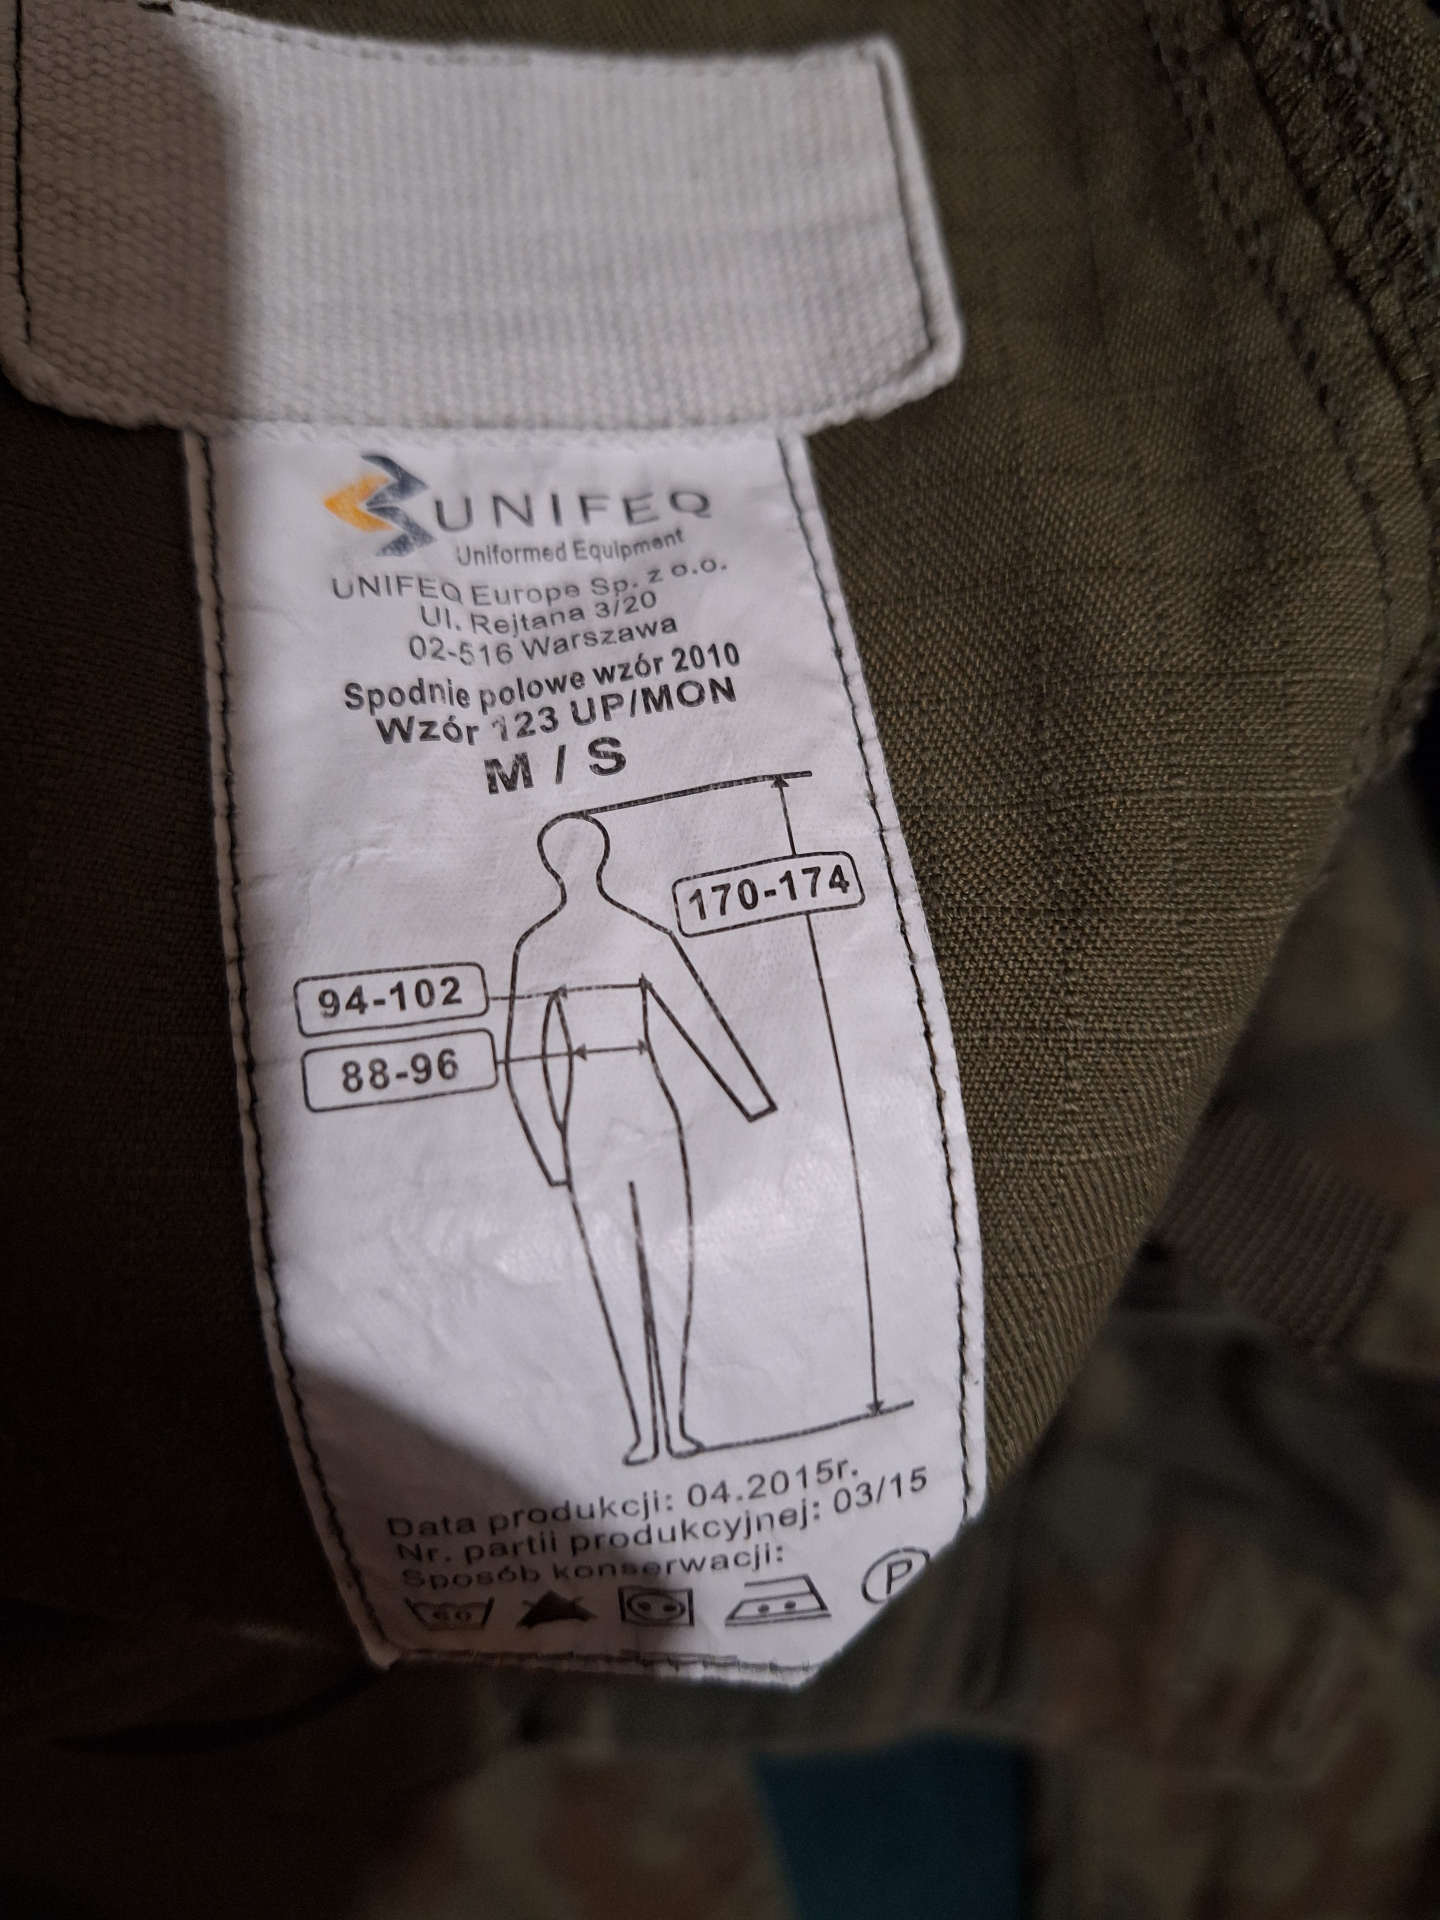 UNIFEQ
Uniformed Equipment
UNIFEQ Europe Sp. z o.o.
Ul. Rejtana 3/20
02-516 Warszawa
Spodnie polowe wzór 2010
Wzór 123 UP/MON
M / S
170-174
94-102
88-96
Data produkcji: 04.2015r.
Nr. partii produkcyjnej: 03/15
Sposób konserwacji:
P